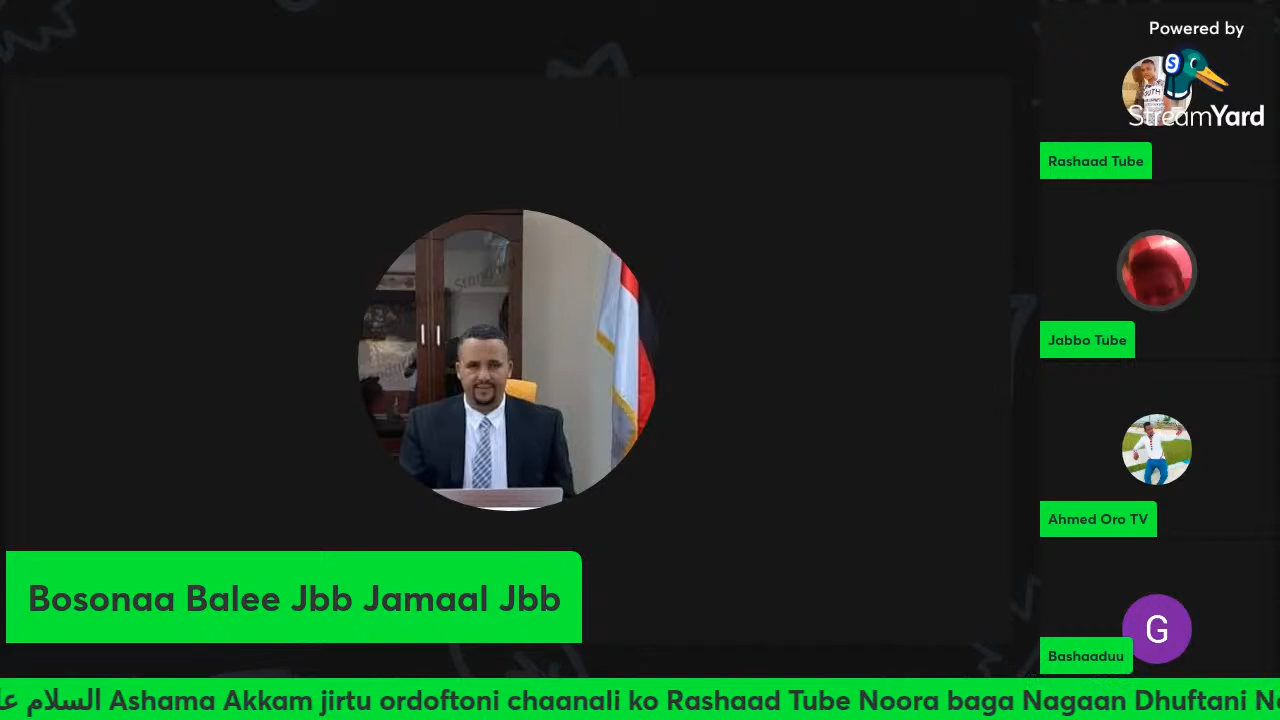 Powered by
StreamYard
Rashaad Tube
Jabbo Tube
Ahmed Oro TV
G
Bashaaduu
Bosonaa Balee Jbb Jamaal Jbb
السلام Ashama Akkam jirtu ordoftoni chaanali ko Rashaad Tube Noora baga Nagaan Dhuftani